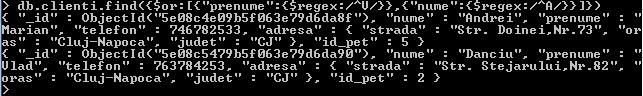 > db.clienti.find({$or:[{"prenume":{$regex:/^V/}},{"nume":{$regex:/^A/}}]})
{ "_id" : ObjectId("5e08c4e09b5f063e79d6da8f"), "nume" : "Andrei", "prenume" : "
Marian", "telefon" : 746782533, "adresa" : { "strada" : "Str. Doinei,Nr.73", "or
as" : "Cluj-Napoca", "judet" : "CJ" }, "id_pet" : 5 }
{ "_id" : ObjectId("5e08c5479b5f063e79d6da90"), "nume" : "Danciu", "prenume" : "
Vlad", "telefon" : 763784253, "adresa" : { "strada" : "Str. Stejarului,Nr.82", "
oras" : "Cluj-Napoca", "judet" : "CJ" }, "id_pet" : 2 }
>